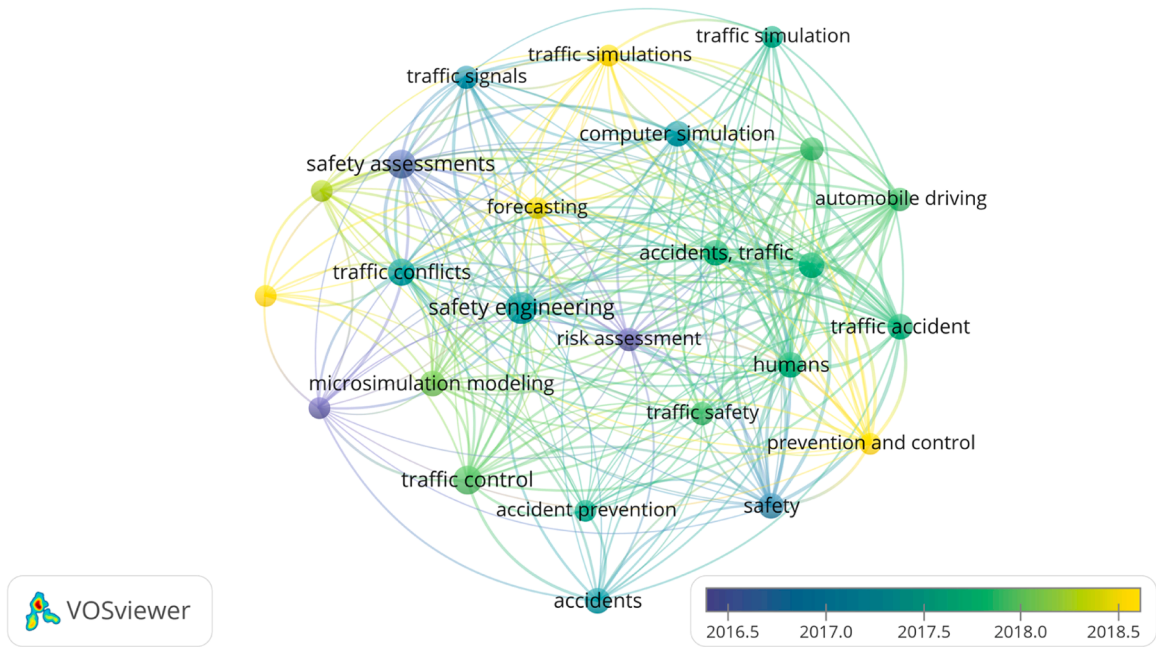 traffic simulation
traffic simulations
traffic signals
computer simulation
safety assessments
automobile driving
forecasting
accidents, traffic
traffic conflicts
safety engineering
traffic accident
risk assessment
humans
microsimulation modeling
traffic safety
prevention and control
traffic control
safety
accident prevention
accidents
VOSviewer
2016.5 2017.0 2017.5 2018.0 2018.5